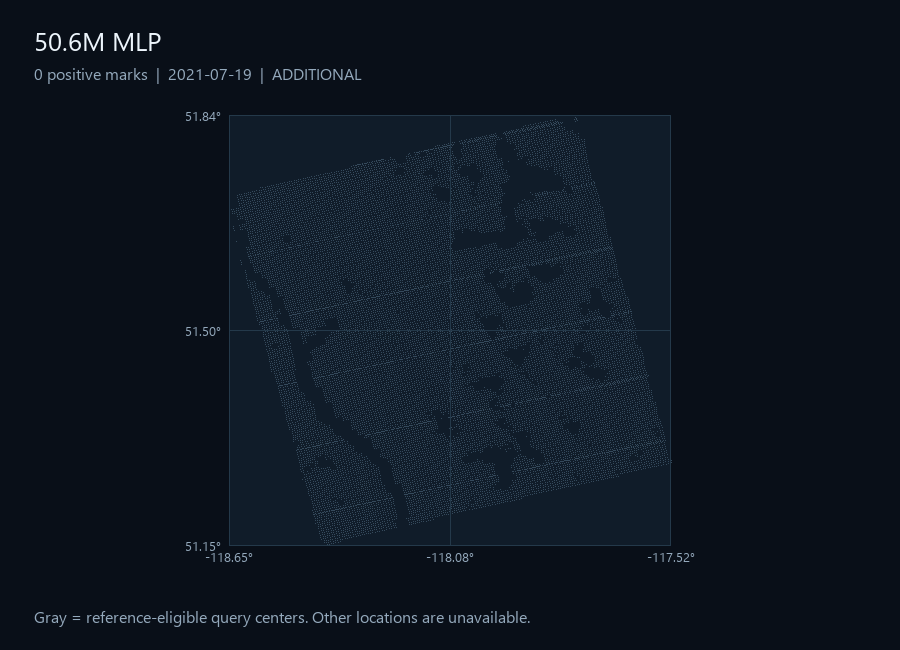 50.6M MLP
0 positive marks | 2021-07-19 | ADDITIONAL
51.84°
51.50°
51.15°
-118.65°
-118.08°
-117.52°
Gray = reference-eligible query centers. Other locations are unavailable.